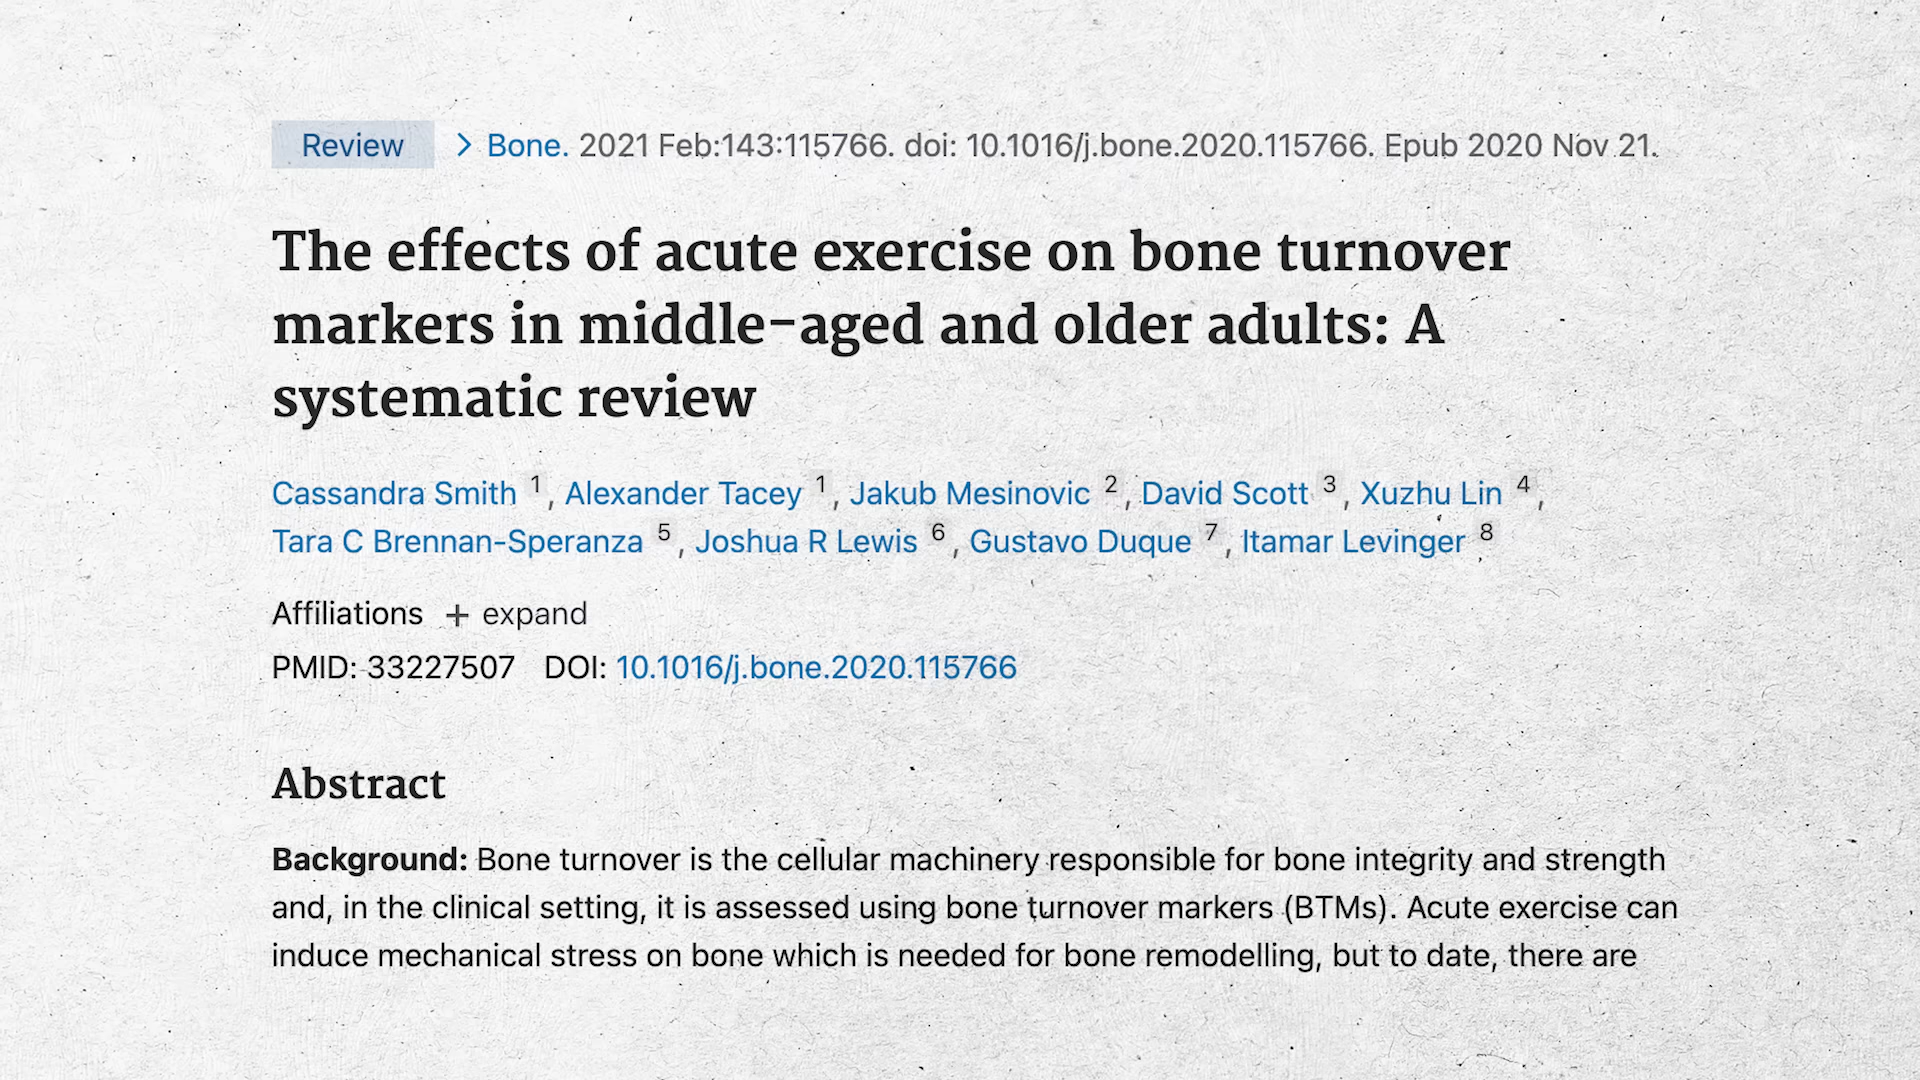 Review > Bone. 2021 Feb:143:115766. doi: 10.1016/j.bone.2020.115766. Epub 2020 Nov 21.
The effects of acute exercise on bone turnover
markers in middle-aged and older adults: A
systematic review
Cassandra Smith 1, Alexander Tacey 1, Jakub Mesinovic 2, David Scott 3, Xuzhu Lin 4,
Tara C Brennan-Speranza 5, Joshua R Lewis 6, Gustavo Duque 7, Itamar Levinger 8
Affiliations + expand
PMID: 33227507 DOI: 10.1016/j.bone.2020.115766
Abstract
Background: Bone turnover is the cellular machinery responsible for bone integrity and strength
and, in the clinical setting, it is assessed using bone turnover markers (BTMs). Acute exercise can
induce mechanical stress on bone which is needed for bone remodelling, but to date, there are